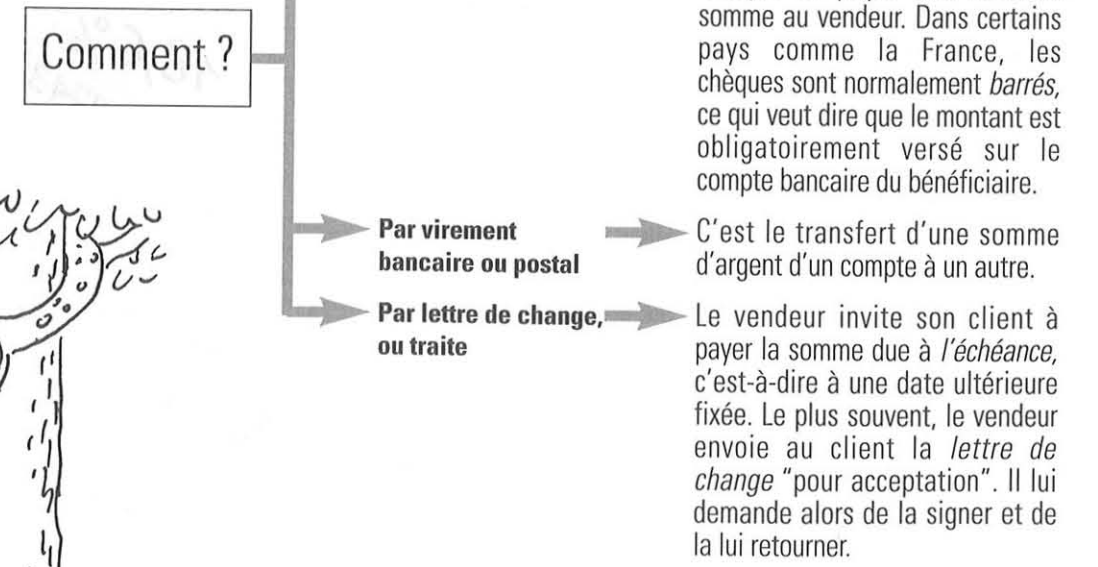 somme au vendeur. Dans certains
pays comme la France, les
chèques sont normalement barrés,
ce qui veut dire que le montant est
obligatoirement versé sur le
compte bancaire du bénéficiaire.
Comment ?
Par virement
bancaire ou postal
C'est le transfert d'une somme
d'argent d'un compte à un autre.
Par lettre de change,
ou traite
Le vendeur invite son client à
payer la somme due à l'échéance,
c'est-à-dire à une date ultérieure
fixée. Le plus souvent, le vendeur
envoie au client la lettre de
change "pour acceptation". Il lui
demande alors de la signer et de
la lui retourner.